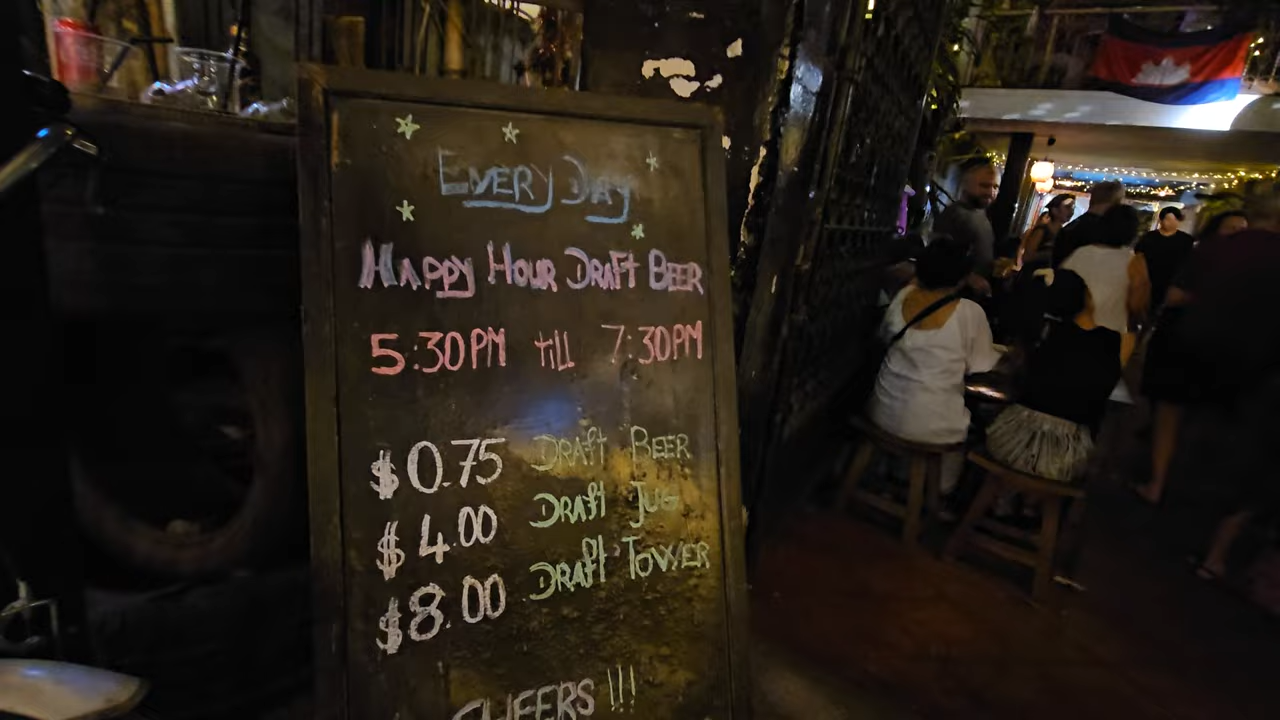 Every Day
Happy Hour Draft Beer
5:30PM till 7:30PM
$0.75 Draft Beer
$4.00 Draft Jug
$8.00 Draft Tower
CHEERS !!!